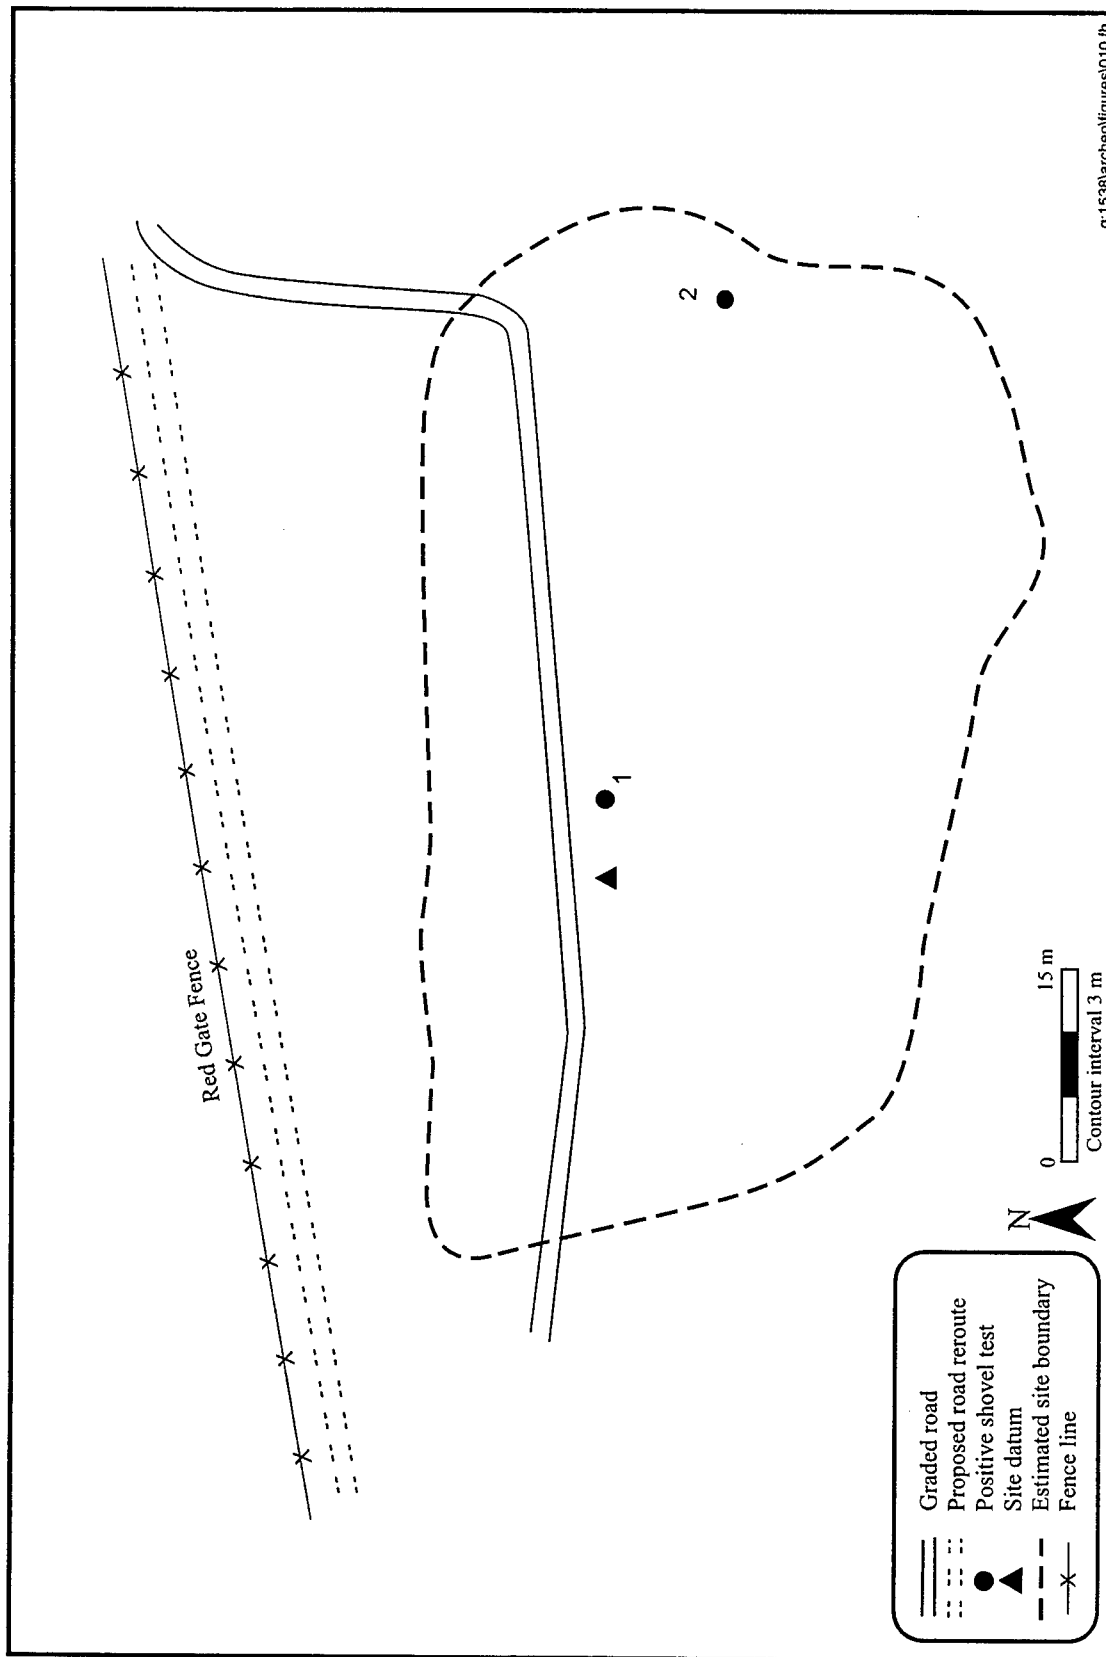 Red Gate Fence
1
2
N
0 15 m
Contour interval 3 m
Graded road
Proposed road reroute
Positive shovel test
Site datum
Estimated site boundary
Fence line